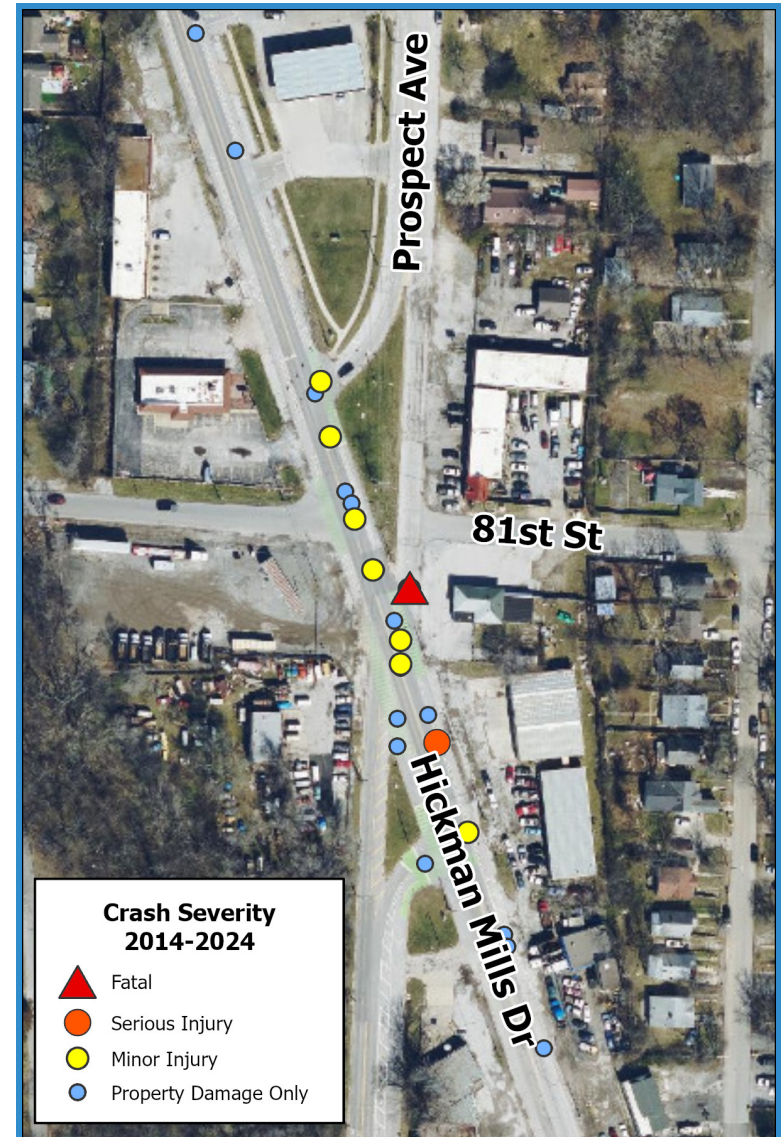 Prospect Ave
81st St
Hickman Mills Dr
Crash Severity
2014-2024
Fatal
Serious Injury
Minor Injury
Property Damage Only